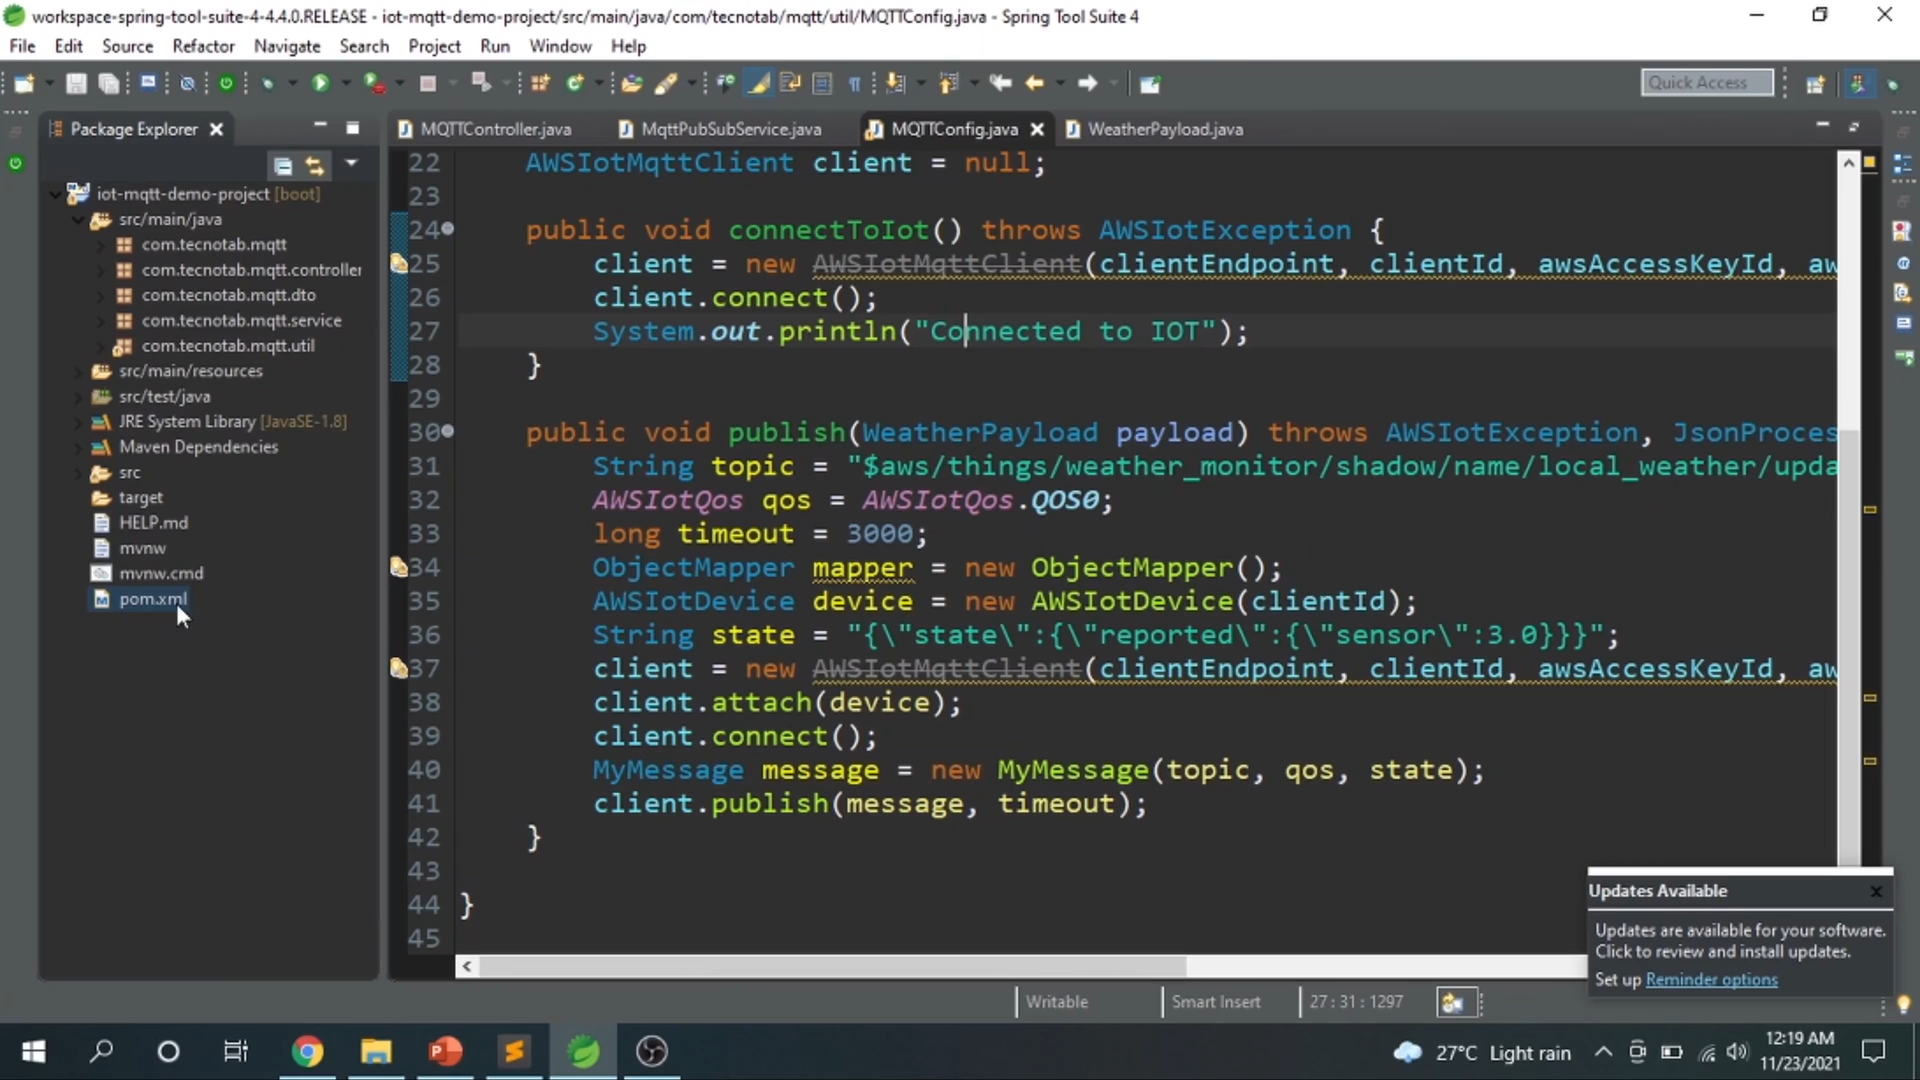 workspace-spring-tool-suite-4-4.4.0.RELEASE - iot-mqtt-demo-project/src/main/java/com/tecnotab/mqtt/util/MQTTConfig.java - Spring Tool Suite 4
File Edit Source Refactor Navigate Search Project Run Window Help
Quick Access
Package Explorer
MQTTController.java MqttPubSubService.java MQTTConfig.java WeatherPayload.java
iot-mqtt-demo-project [boot]
src/main/java
com.tecnotab.mqtt
com.tecnotab.mqtt.controller
com.tecnotab.mqtt.dto
com.tecnotab.mqtt.service
com.tecnotab.mqtt.util
src/main/resources
src/test/java
JRE System Library [JavaSE-1.8]
Maven Dependencies
src
target
HELP.md
mvnw
mvnw.cmd
pom.xml
22 AWSIotMqttClient client = null;
23
24 public void connectToIot() throws AWSIotException {
25 client = new AWSIotMqttClient(clientEndpoint, clientId, awsAccessKeyId, aw
26 client.connect();
27 System.out.println("Connected to IOT");
28 }
29
30 public void publish(WeatherPayload payload) throws AWSIotException, JsonProces
31 String topic = "$aws/things/weather_monitor/shadow/name/local_weather/upda
32 AWSIotQos qos = AWSIotQos.QOS0;
33 long timeout = 3000;
34 ObjectMapper mapper = new ObjectMapper();
35 AWSIotDevice device = new AWSIotDevice(clientId);
36 String state = "{\"state\":{\"reported\":{\"sensor\":3.0}}}";
37 client = new AWSIotMqttClient(clientEndpoint, clientId, awsAccessKeyId, aw
38 client.attach(device);
39 client.connect();
40 MyMessage message = new MyMessage(topic, qos, state);
41 client.publish(message, timeout);
42 }
43
44 }
45
Updates Available
Updates are available for your software.
Click to review and install updates.
Set up Reminder options
Writable Smart Insert 27 : 31 : 1297
27°C Light rain
12:19 AM
11/23/2021